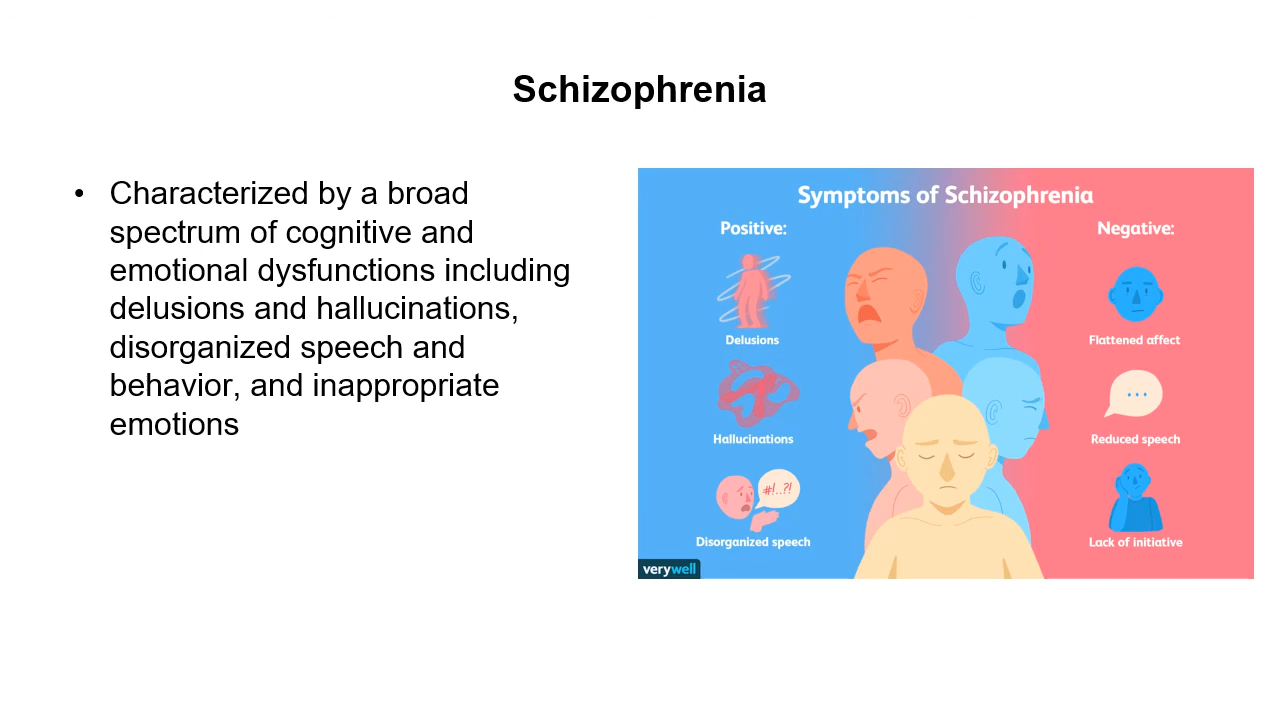 Schizophrenia
• Characterized by a broad
spectrum of cognitive and
emotional dysfunctions including
delusions and hallucinations,
disorganized speech and
behavior, and inappropriate
emotions
Symptoms of Schizophrenia
Positive:
Delusions
Hallucinations
#!..?!
Disorganized speech
Negative:
Flattened affect
Reduced speech
Lack of initiative
verywell